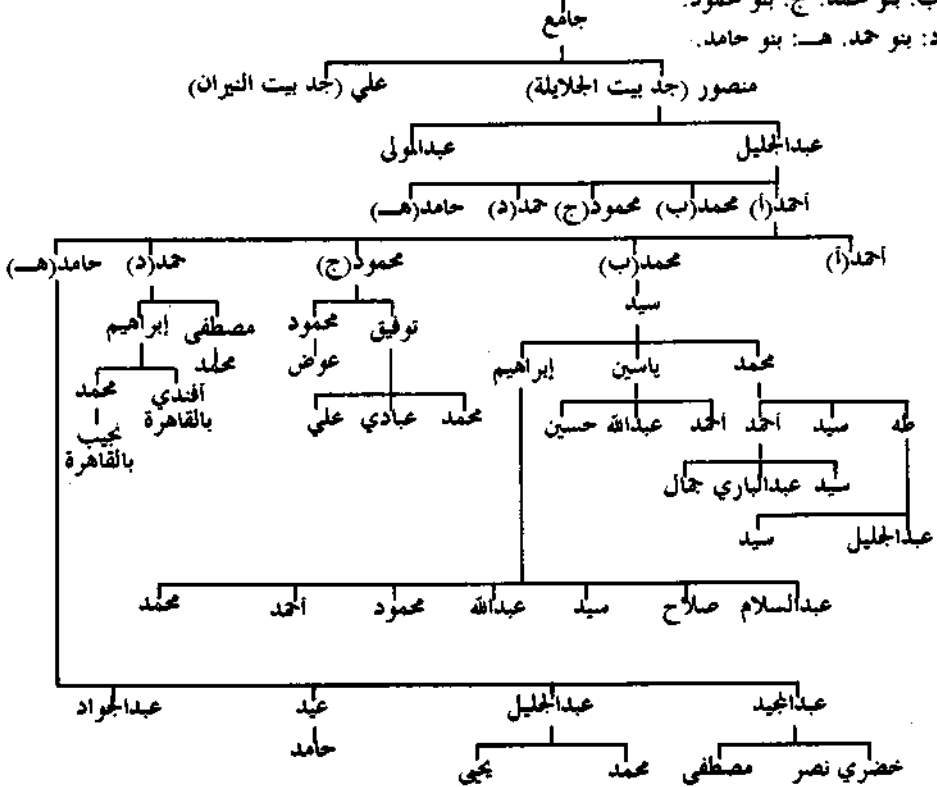 ب: بنو محمد. ج: بنو محمود.
د: بنو حمد. هـ: بنو حامد.
جامع
منصور (جد بيت الجلايلة) علي (جد بيت النيران)
عبدالجليل عبدالمولى
أحمد(أ) محمد(ب) محمود(ج) حمد(د) حامد(هـ)
أحمد(أ) محمد(ب) محمود(ج) حمد(د) حامد(هـ)
سيد
توفيق محمود مصطفى إبراهيم
محمد ياسين إبراهيم عوض محمد
أفندي محمد
بالقاهرة
طه سيد أحمد أحمد عبدالله حسين محمد عبادي علي
نجيب
بالقاهرة
سيد عبدالباري جمال
عبدالجليل سيد
عبدالسلام صلاح سيد عبدالله محمود أحمد محمد
عبدالمجيد عبدالجليل عيد عبدالجواد
حامد
خضري نصر مصطفى محمد يحيى